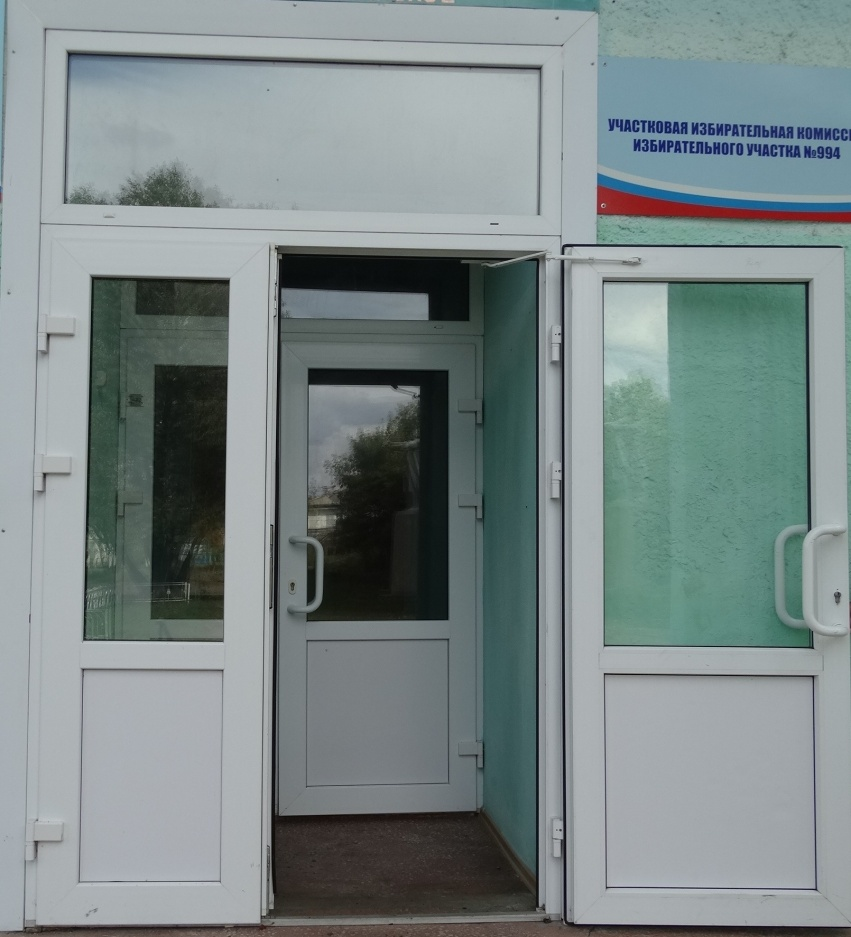 УЧАСТКОВАЯ ИЗБИРАТЕЛЬНАЯ КОМИСС
ИЗБИРАТЕЛЬНОГО УЧАСТКА №994